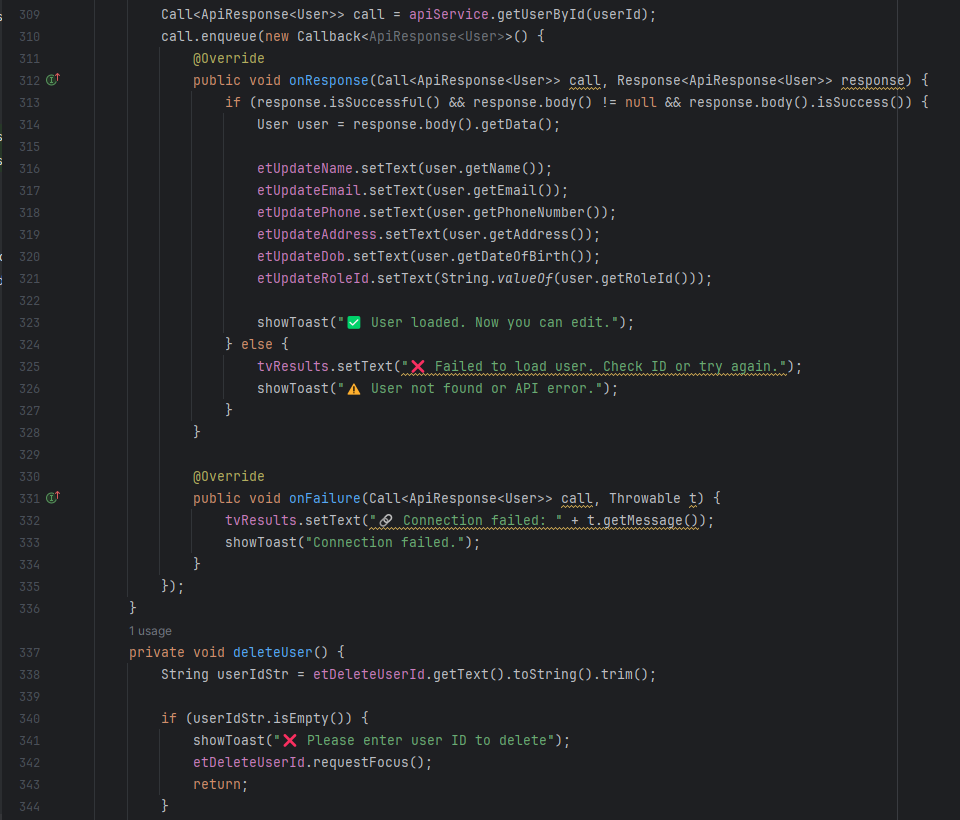 309 Call<ApiResponse<User>> call = apiService.getUserById(userId);
310 call.enqueue(new Callback<ApiResponse<User>>() {
311 @Override
312 public void onResponse(Call<ApiResponse<User>> call, Response<ApiResponse<User>> response) {
313 if (response.isSuccessful() && response.body() != null && response.body().isSuccess()) {
314 User user = response.body().getData();
315
316 etUpdateName.setText(user.getName());
317 etUpdateEmail.setText(user.getEmail());
318 etUpdatePhone.setText(user.getPhoneNumber());
319 etUpdateAddress.setText(user.getAddress());
320 etUpdateDob.setText(user.getDateOfBirth());
321 etUpdateRoleId.setText(String.valueOf(user.getRoleId()));
322
323 showToast("✅ User loaded. Now you can edit.");
324 } else {
325 tvResults.setText("❌ Failed to load user. Check ID or try again.");
326 showToast("⚠️ User not found or API error.");
327 }
328 }
329
330 @Override
331 public void onFailure(Call<ApiResponse<User>> call, Throwable t) {
332 tvResults.setText("🔗 Connection failed: " + t.getMessage());
333 showToast("Connection failed.");
334 }
335 });
336 }
1 usage
337 private void deleteUser() {
338 String userIdStr = etDeleteUserId.getText().toString().trim();
339
340 if (userIdStr.isEmpty()) {
341 showToast("❌ Please enter user ID to delete");
342 etDeleteUserId.requestFocus();
343 return;
344 }